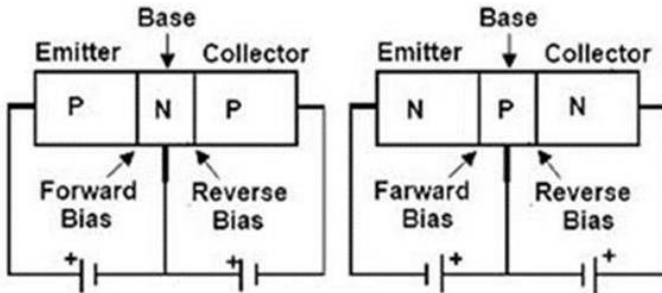 Base
Emitter Collector
P N P
Forward Bias
Reverse Bias
+ +
Base
Emitter Collector
N P N
Farward Bias
Reverse Bias
+ +